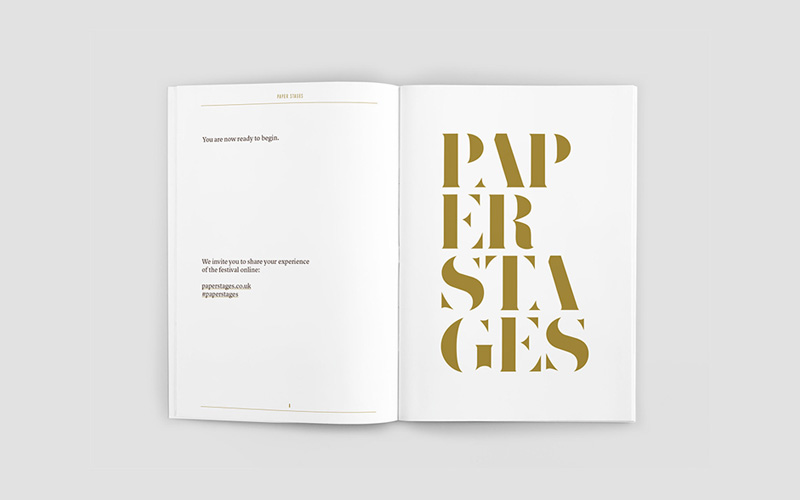 PAPER STAGES
You are now ready to begin.
We invite you to share your experience
of the festival online:
paperstages.co.uk
#paperstages
PAP
ER
STA
GES